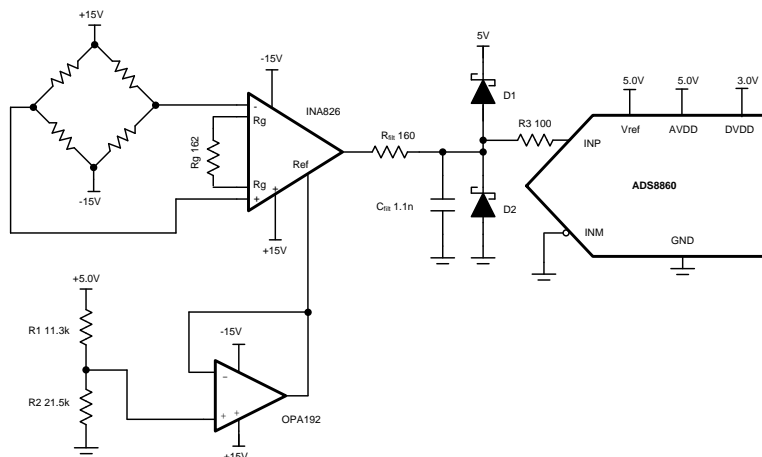 +15V
-15V
-15V
INA826
-
Rg
Rg 162
Ref
Rg
+
+
+15V
Rfilt 160
Cfilt 1.1n
5V
D1
D2
R3 100
5.0V
5.0V
3.0V
INP
Vref
AVDD
DVDD
ADS8860
INM
GND
+5.0V
R1 11.3k
R2 21.5k
-15V
-
+
+
OPA192
+15V